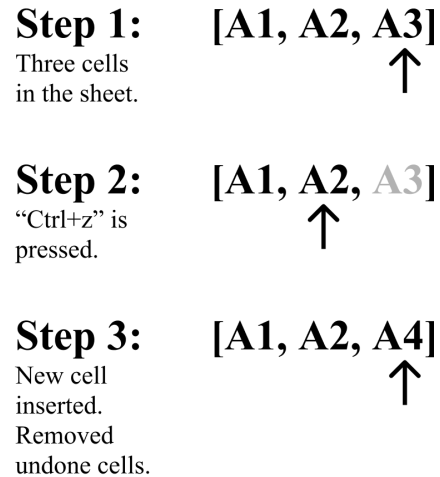 Step 1: [A1, A2, A3]
Three cells
in the sheet.
Step 2: [A1, A2, A3]
“Ctrl+z” is
pressed.
Step 3: [A1, A2, A4]
New cell
inserted.
Removed
undone cells.